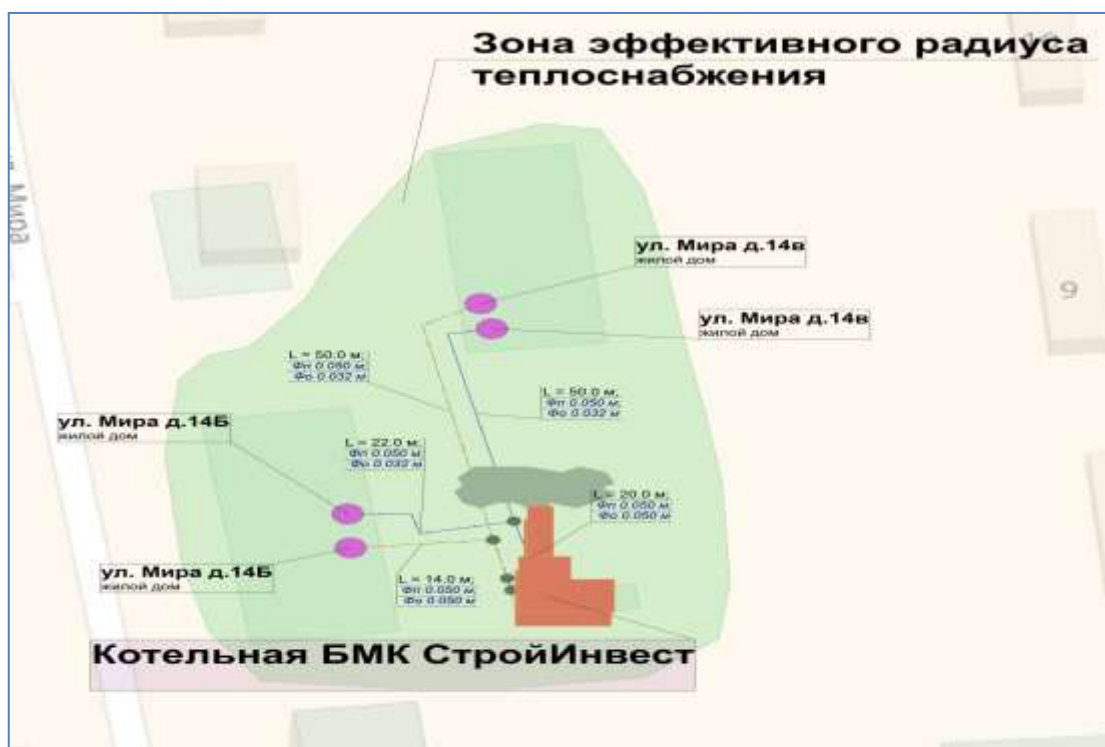 Зона эффективного радиуса
теплоснабжения
Мира
ул. Мира д.14в
жилой дом
9
ул. Мира д.14в
жилой дом
L = 50.0 м;
Фо 0.032 м
L = 50.0 м;
Фп 0.050 м
Фо 0.032 м
ул. Мира д.14Б
жилой дом
L = 22.0 м;
Фп 0.050 м
Фо 0.032 м
L = 20.0 м;
Фп 0.050 м
Фо 0.050 м
ул. Мира д.14Б
жилой дом
L = 14.0 м;
Фп 0.050 м
Фо 0.050 м
Котельная БМК СтройИнвест